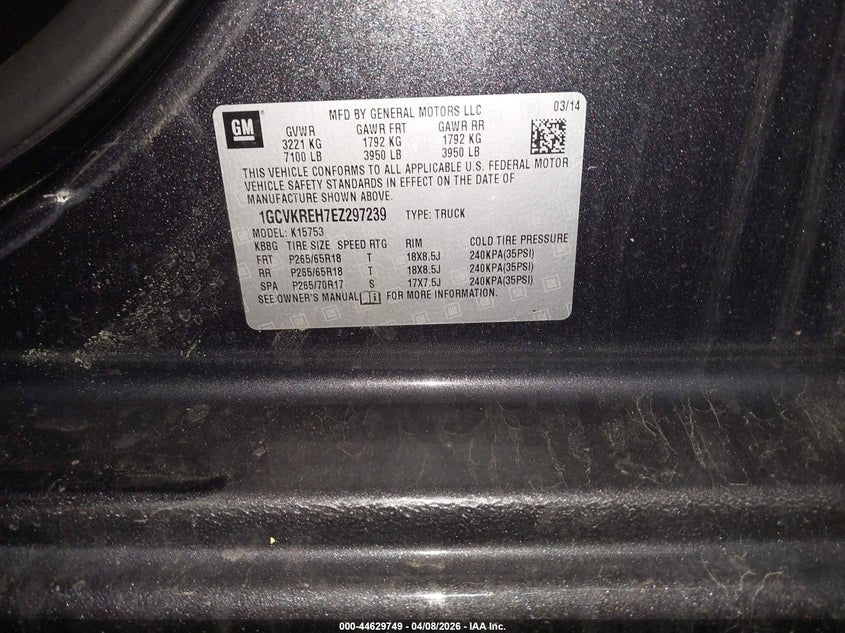 MFD BY GENERAL MOTORS LLC 03/14
GM
GVWR GAWR FRT GAWR RR
3221 KG 1792 KG 1792 KG
7100 LB 3950 LB 3950 LB
THIS VEHICLE CONFORMS TO ALL APPLICABLE U.S. FEDERAL MOTOR
VEHICLE SAFETY STANDARDS IN EFFECT ON THE DATE OF
MANUFACTURE SHOWN ABOVE.
1GCVKREH7EZ297239 TYPE: TRUCK
MODEL: K15753
KB8G TIRE SIZE SPEED RTG RIM COLD TIRE PRESSURE
FRT P265/65R18 T 18X8.5J 240KPA(35PSI)
RR P265/65R18 T 18X8.5J 240KPA(35PSI)
SPA P265/70R17 S 17X7.5J 240KPA(35PSI)
SEE OWNER'S MANUAL FOR MORE INFORMATION.
000-44629749 - 04/08/2026 - IAA Inc.